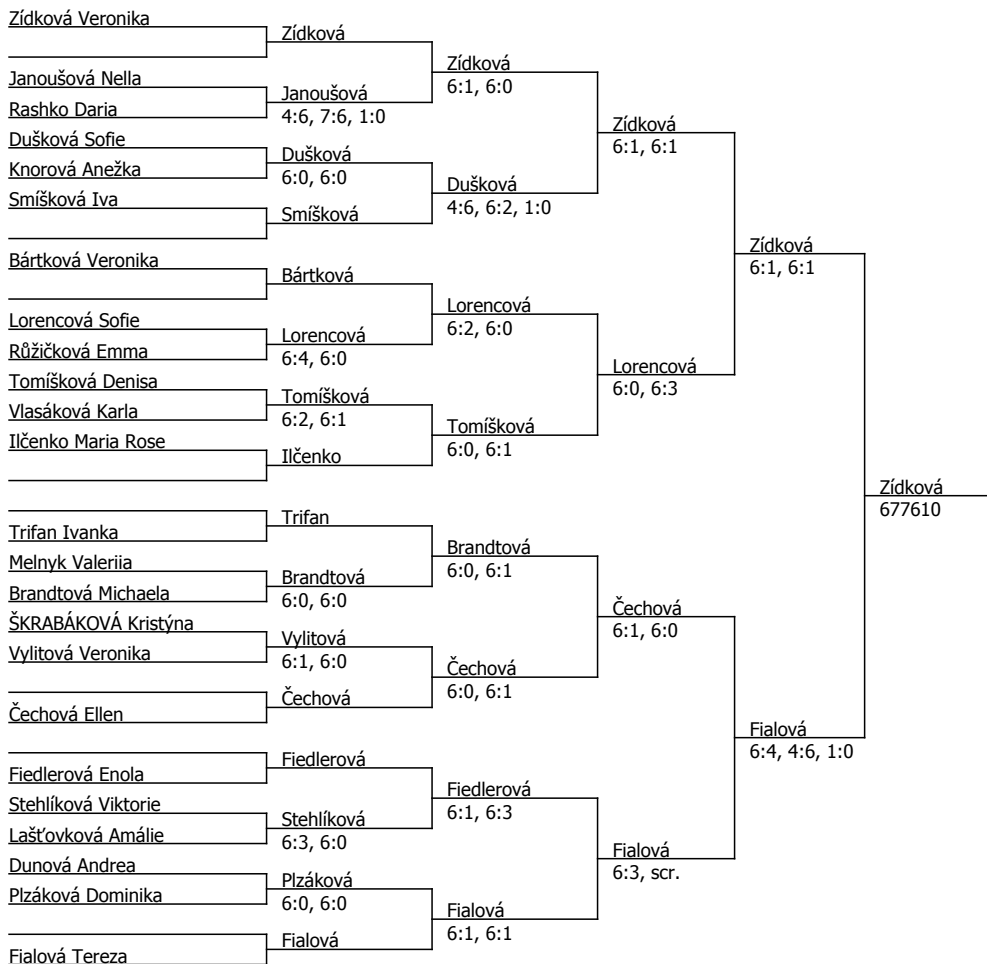 Zídková Veronika
Janoušová Nella
Rashko Daria
Dušková Sofie
Knorová Anežka
Smíšková Iva
Bártková Veronika
Lorencová Sofie
Růžičková Emma
Tomíšková Denisa
Vlasáková Karla
Ilčenko Maria Rose
Trifan Ivanka
Melnyk Valeriia
Brandtová Michaela
ŠKRABÁKOVÁ Kristýna
Vylitová Veronika
Čechová Ellen
Fiedlerová Enola
Stehlíková Viktorie
Lašťovková Amálie
Dunová Andrea
Plzáková Dominika
Fialová Tereza
Zídková
Janoušová
4:6, 7:6, 1:0
Dušková
6:0, 6:0
Smíšková
Bártková
Lorencová
6:4, 6:0
Tomíšková
6:2, 6:1
Ilčenko
Trifan
Brandtová
6:0, 6:0
Vylitová
6:1, 6:0
Čechová
Fiedlerová
Stehlíková
6:3, 6:0
Plzáková
6:0, 6:0
Fialová
Zídková
6:1, 6:0
Dušková
4:6, 6:2, 1:0
Lorencová
6:2, 6:0
Tomíšková
6:0, 6:1
Brandtová
6:0, 6:1
Čechová
6:0, 6:1
Fiedlerová
6:1, 6:3
Fialová
6:1, 6:1
Zídková
6:1, 6:1
Lorencová
6:0, 6:3
Čechová
6:1, 6:0
Fialová
6:3, scr.
Zídková
6:1, 6:1
Fialová
6:4, 4:6, 1:0
Zídková
677610